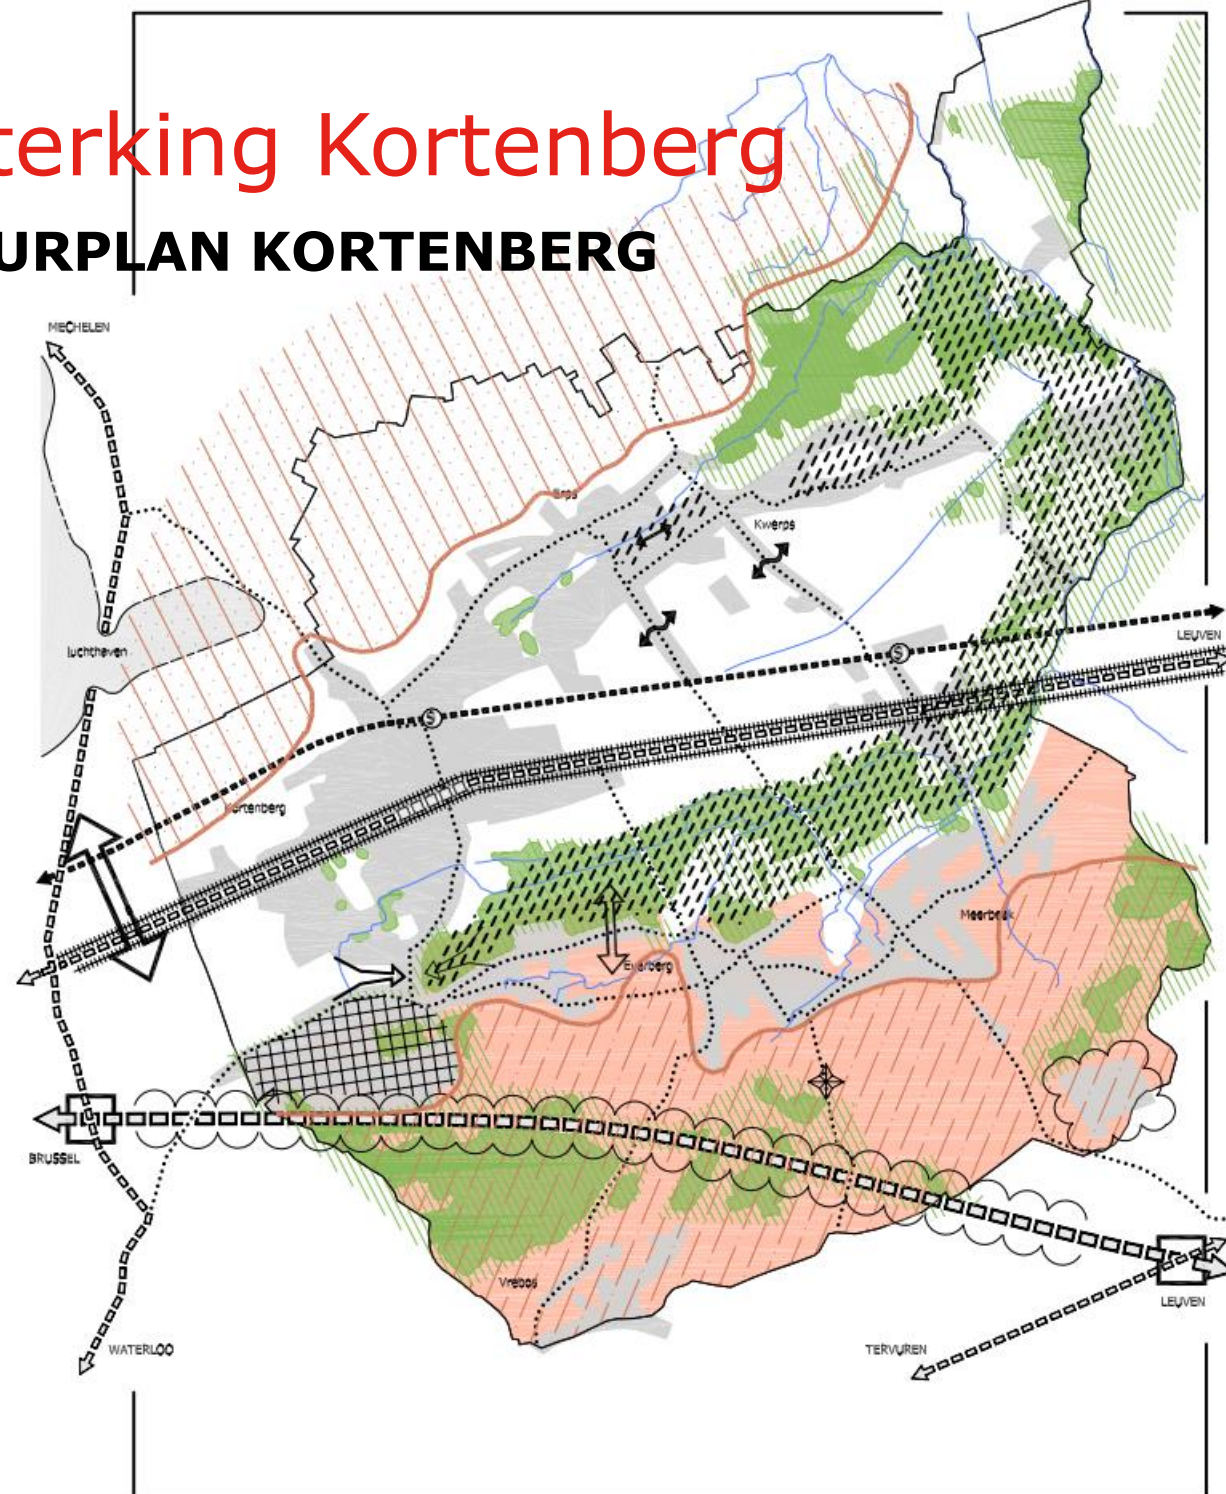 terking Kortenberg
URPLAN KORTENBERG
MECHELEN
Erps
Kwerps
LEUVEN
luchthaven
S
S
Kortenberg
Meerbeek
Everberg
BRUSSEL
Vrebos
LEUVEN
WATERLOO
TERVUREN